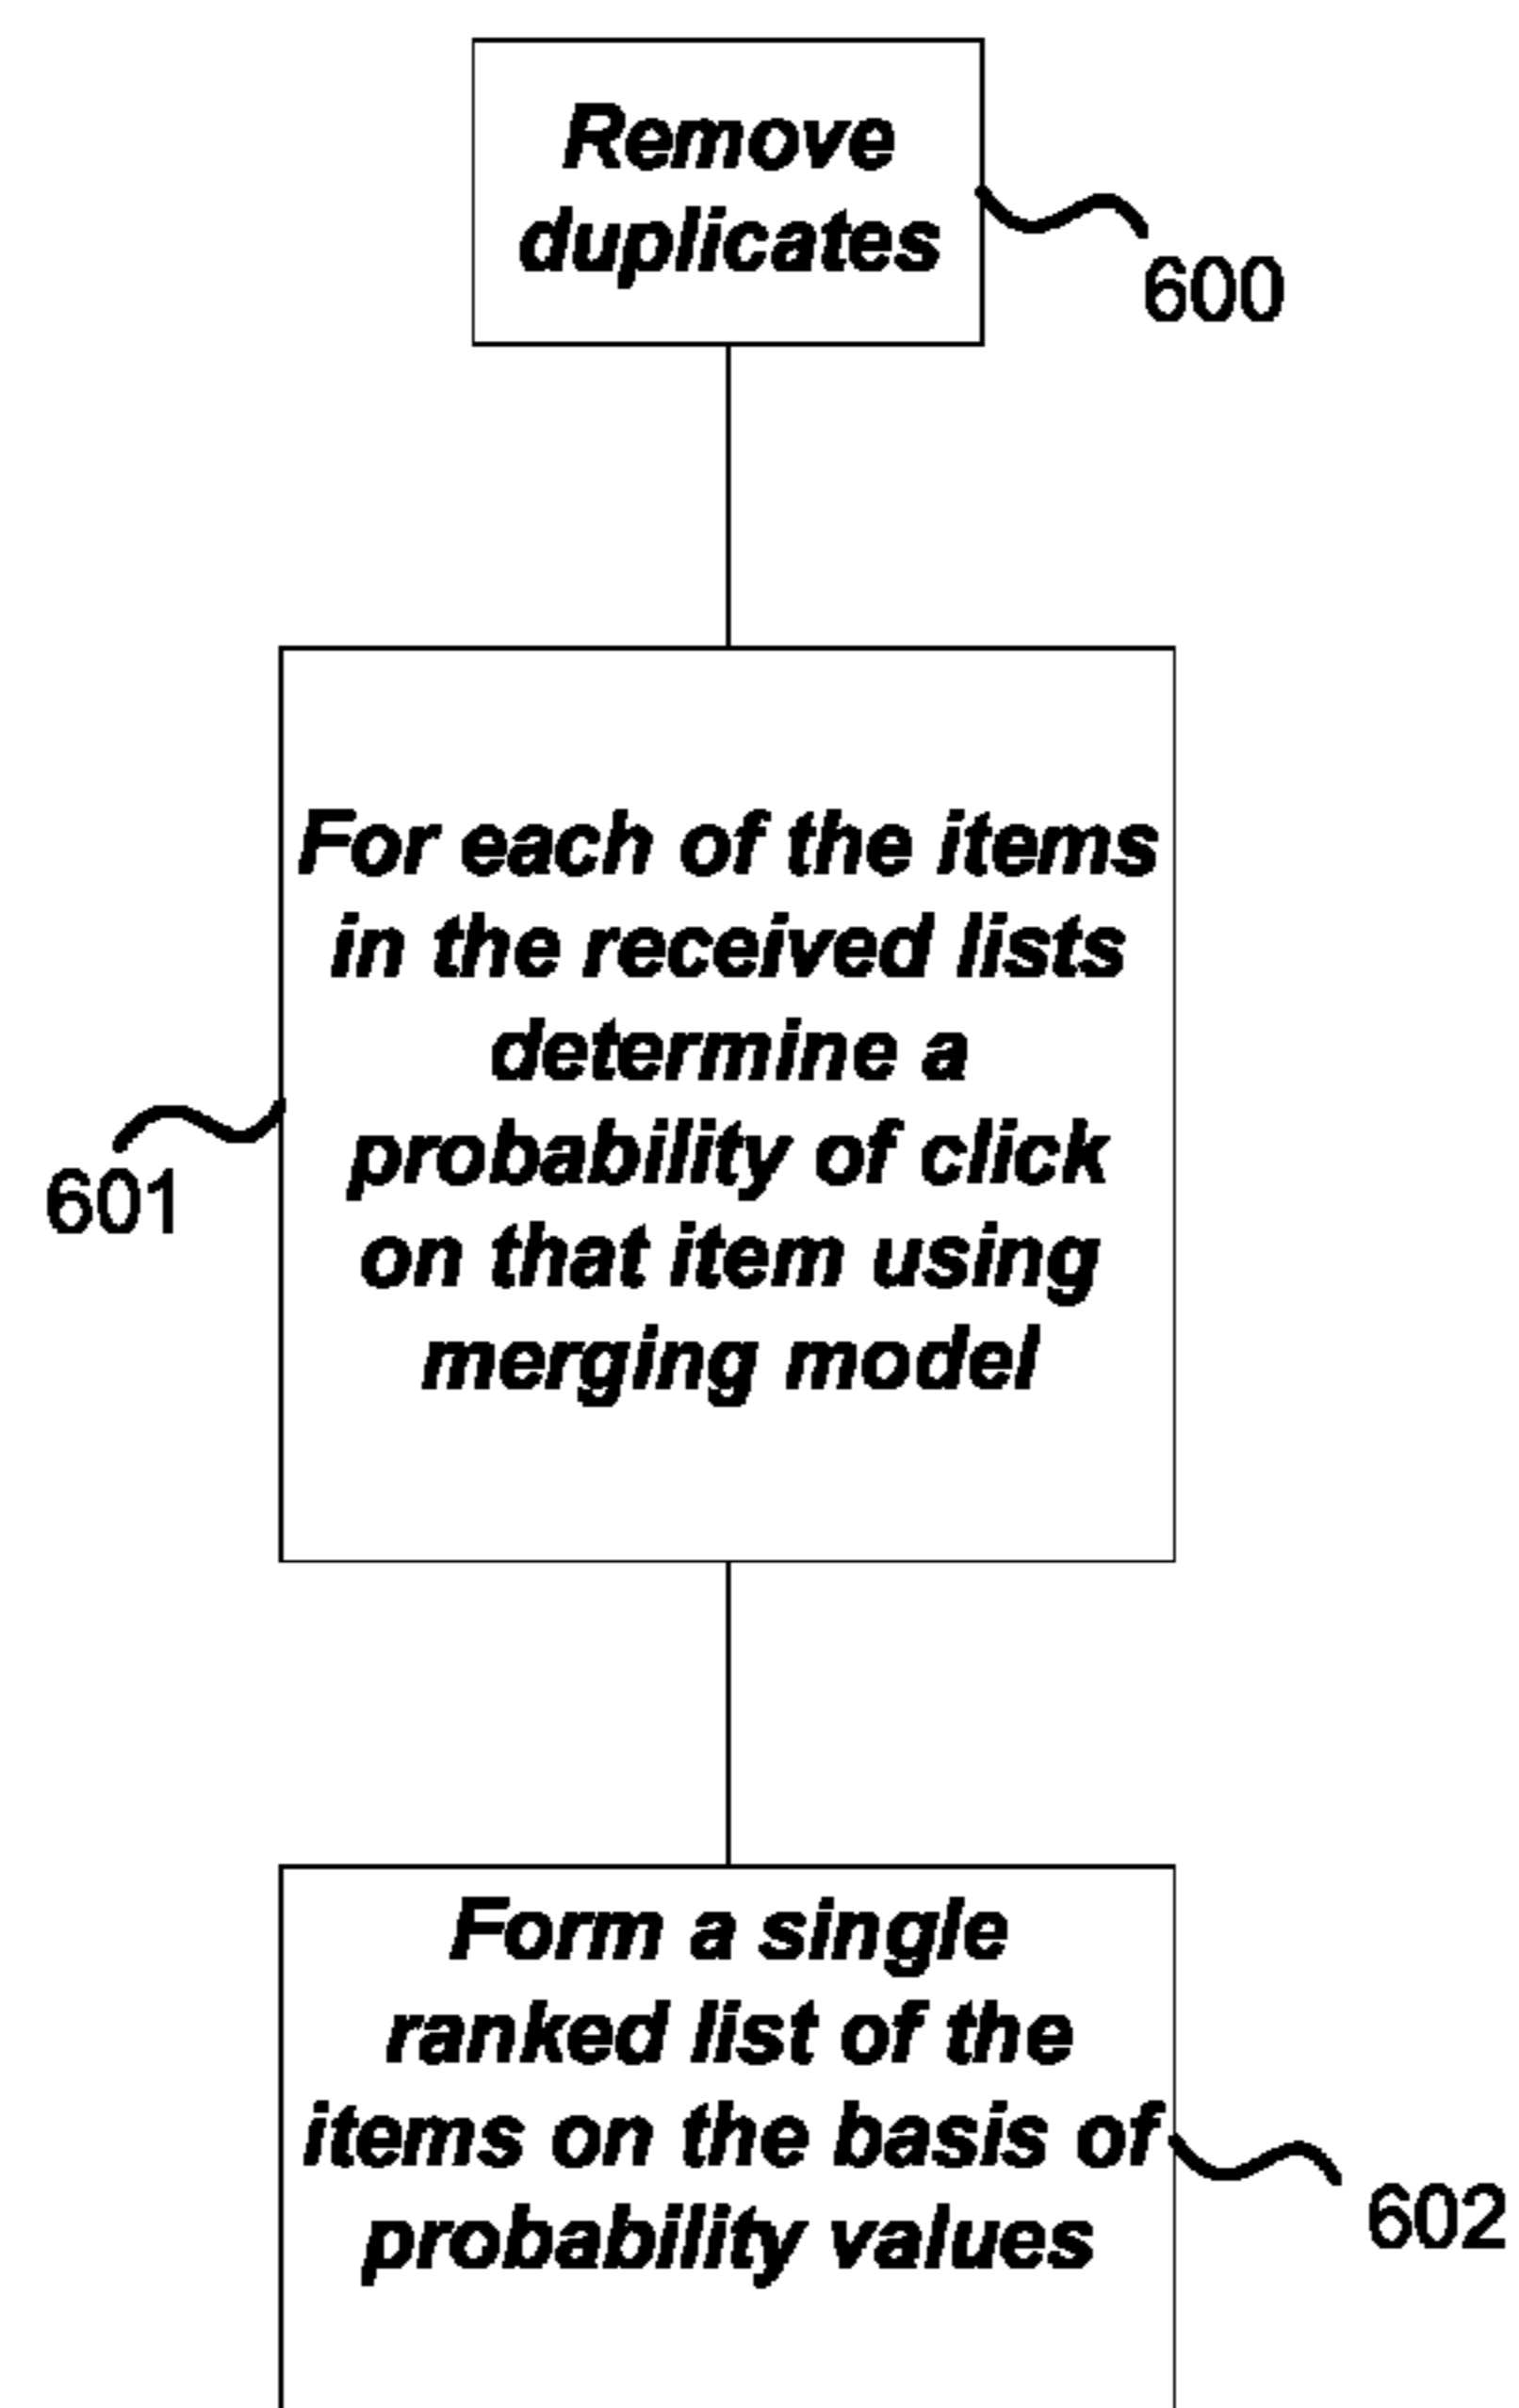 Remove
duplicates
600
For each of the items
in the received lists
determine a
probability of click
on that item using
merging model
601
Form a single
ranked list of the
items on the basis of
probability values
602